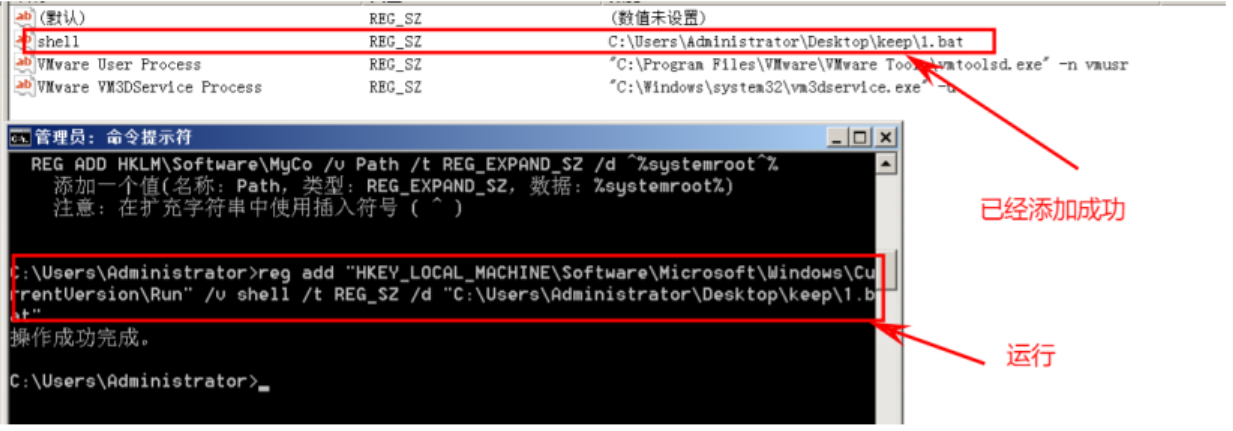 (默认) REG_SZ (数值未设置)
shell REG_SZ C:\Users\Administrator\Desktop\keep\1.bat
VMware User Process REG_SZ "C:\Program Files\VMware\VMware Tools\vmtoolsd.exe" -n vmusr
VMware VM3DService Process REG_SZ "C:\Windows\system32\vm3dservice.exe" -u
管理员: 命令提示符
REG ADD HKLM\Software\MyCo /v Path /t REG_EXPAND_SZ /d ^%systemroot^%
添加一个值(名称: Path, 类型: REG_EXPAND_SZ, 数据: %systemroot%)
注意: 在扩充字符串中使用插入符号 ( ^ )
已经添加成功
C:\Users\Administrator>reg add "HKEY_LOCAL_MACHINE\Software\Microsoft\Windows\Cu
rrentVersion\Run" /v shell /t REG_SZ /d "C:\Users\Administrator\Desktop\keep\1.b
at"
操作成功完成。
运行
C:\Users\Administrator>_